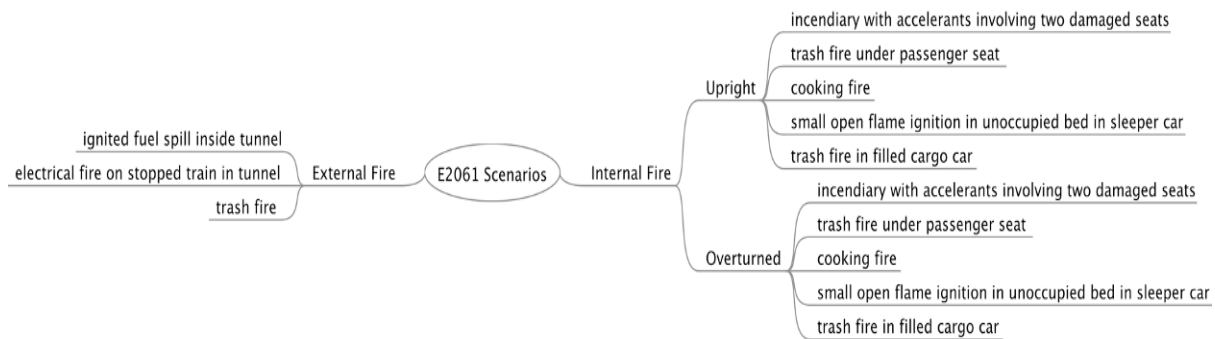 E2061 Scenarios
External Fire
ignited fuel spill inside tunnel
electrical fire on stopped train in tunnel
trash fire
Internal Fire
Upright
incendiary with accelerants involving two damaged seats
trash fire under passenger seat
cooking fire
small open flame ignition in unoccupied bed in sleeper car
trash fire in filled cargo car
Overturned
incendiary with accelerants involving two damaged seats
trash fire under passenger seat
cooking fire
small open flame ignition in unoccupied bed in sleeper car
trash fire in filled cargo car